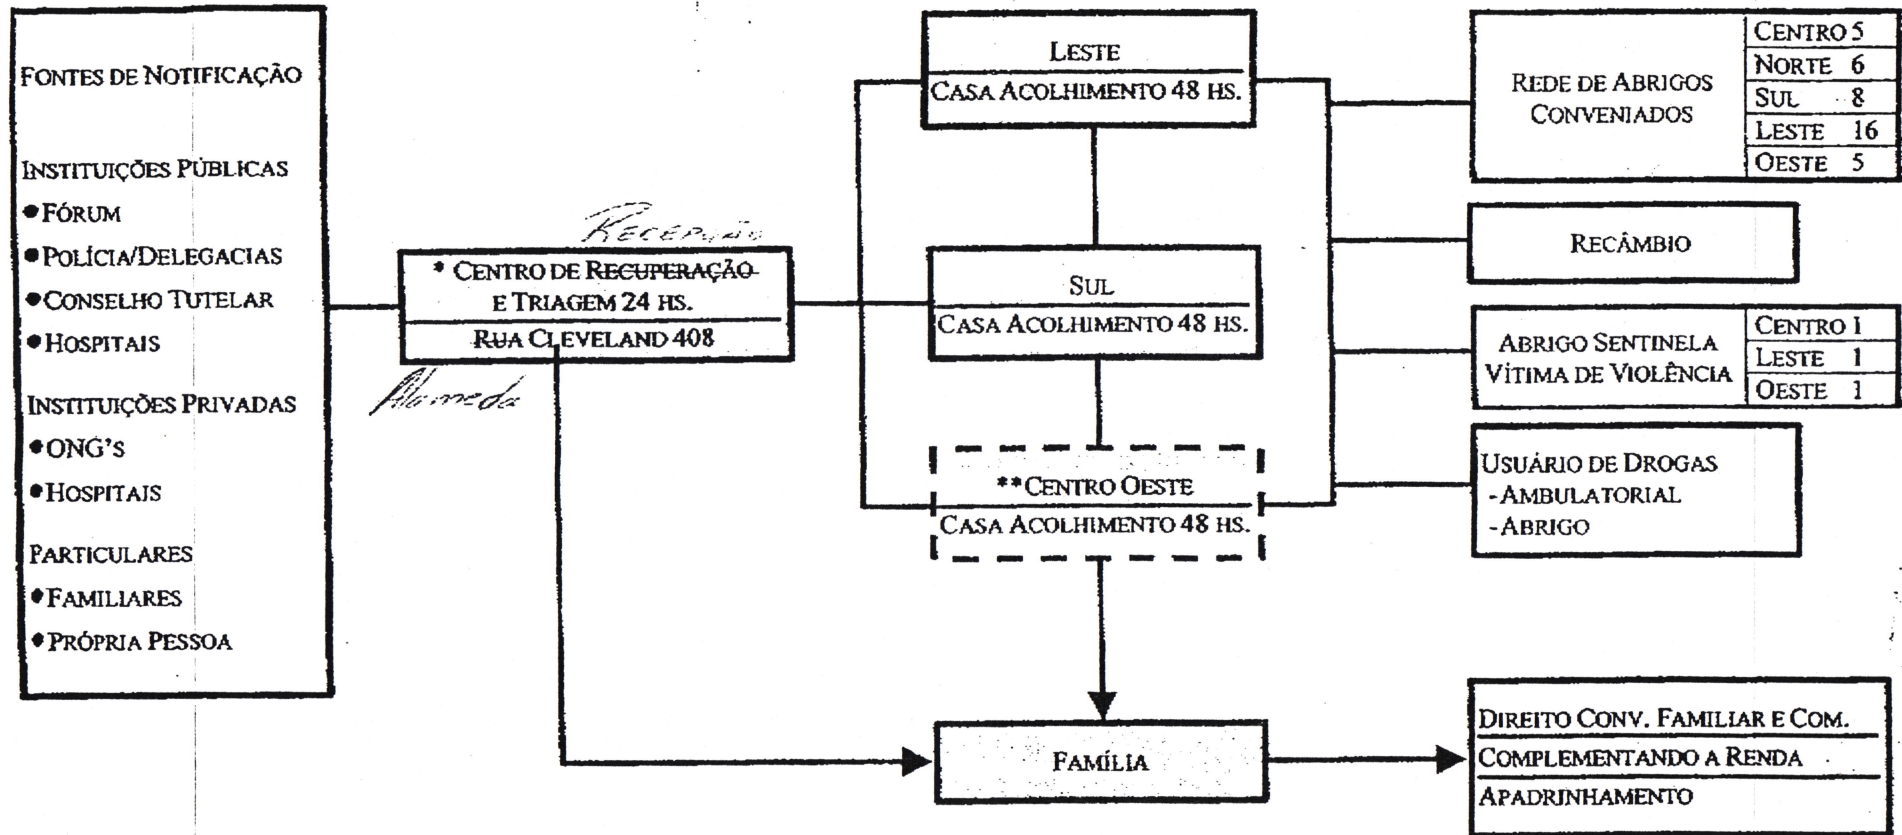 FONTES DE NOTIFICAÇÃO
INSTITUIÇÕES PÚBLICAS
•FÓRUM
•POLÍCIA/DELEGACIAS
•CONSELHO TUTELAR
•HOSPITAIS
INSTITUIÇÕES PRIVADAS
•ONG'S
•HOSPITAIS
PARTICULARES
•FAMILIARES
•PRÓPRIA PESSOA
RECEPÇÃO
* CENTRO DE RECUPERAÇÃO
E TRIAGEM 24 HS.
RUA CLEVELAND 408
Alameda
LESTE
CASA ACOLHIMENTO 48 HS.
SUL
CASA ACOLHIMENTO 48 HS.
**CENTRO OESTE
CASA ACOLHIMENTO 48 HS.
FAMÍLIA
REDE DE ABRIGOS
CONVENIADOS
CENTRO 5
NORTE 6
SUL 8
LESTE 16
OESTE 5
RECÂMBIO
ABRIGO SENTINELA
VÍTIMA DE VIOLÊNCIA
CENTRO 1
LESTE 1
OESTE 1
USUÁRIO DE DROGAS
-AMBULATORIAL
-ABRIGO
DIREITO CONV. FAMILIAR E COM.
COMPLEMENTANDO A RENDA
APADRINHAMENTO